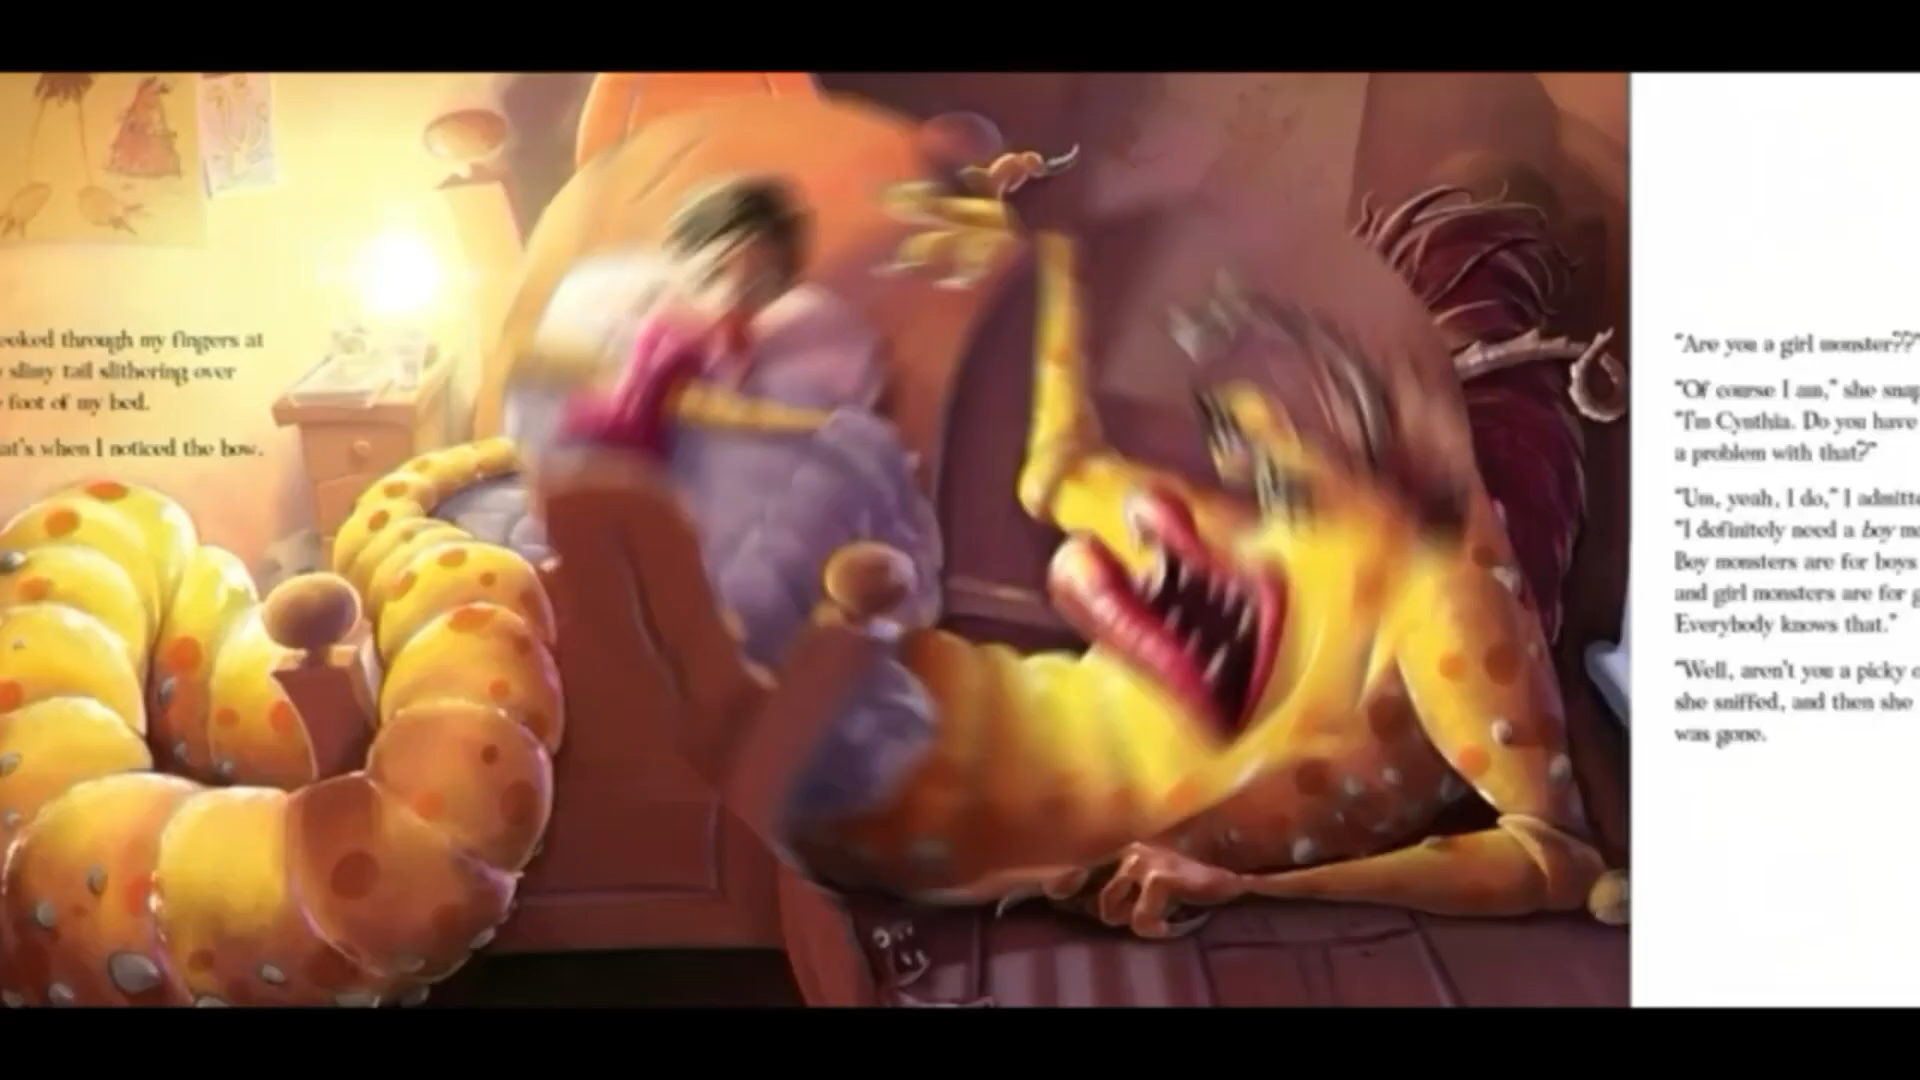 ooked through my fingers at
slimy tail slithering over
foot of my bed.
at's when I noticed the bow.
"Are you a girl monster??"
"Of course I am," she snap
"I'm Cynthia. Do you have
a problem with that?"
"Um, yeah, I do," I admitte
"I definitely need a boy mo
Boy monsters are for boys
and girl monsters are for g
Everybody knows that."
"Well, aren't you a picky o
she sniffed, and then she
was gone.